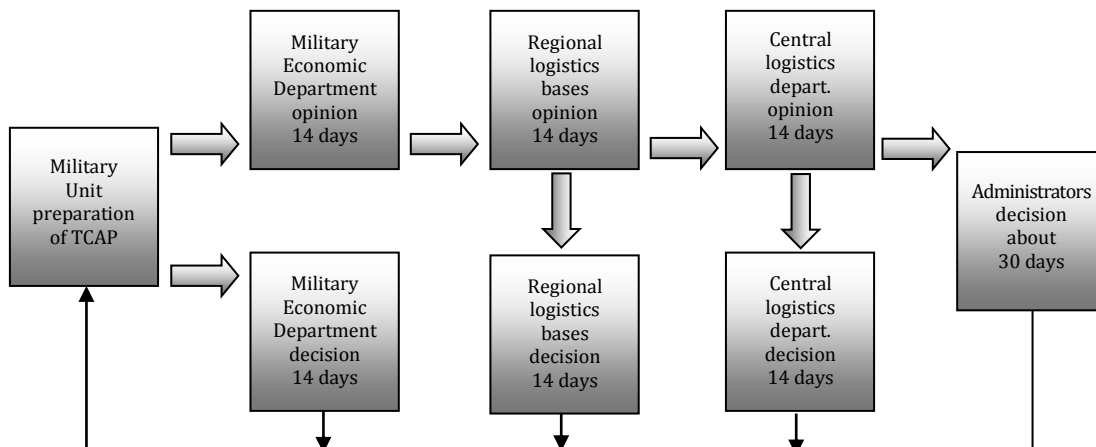 Military
Unit
preparation
of TCAP
Military
Economic
Department
opinion
14 days
Regional
logistics
bases
opinion
14 days
Central
logistics
depart.
opinion
14 days
Administrators
decision
about
30 days
Military
Economic
Department
decision
14 days
Regional
logistics
bases
decision
14 days
Central
logistics
depart.
decision
14 days